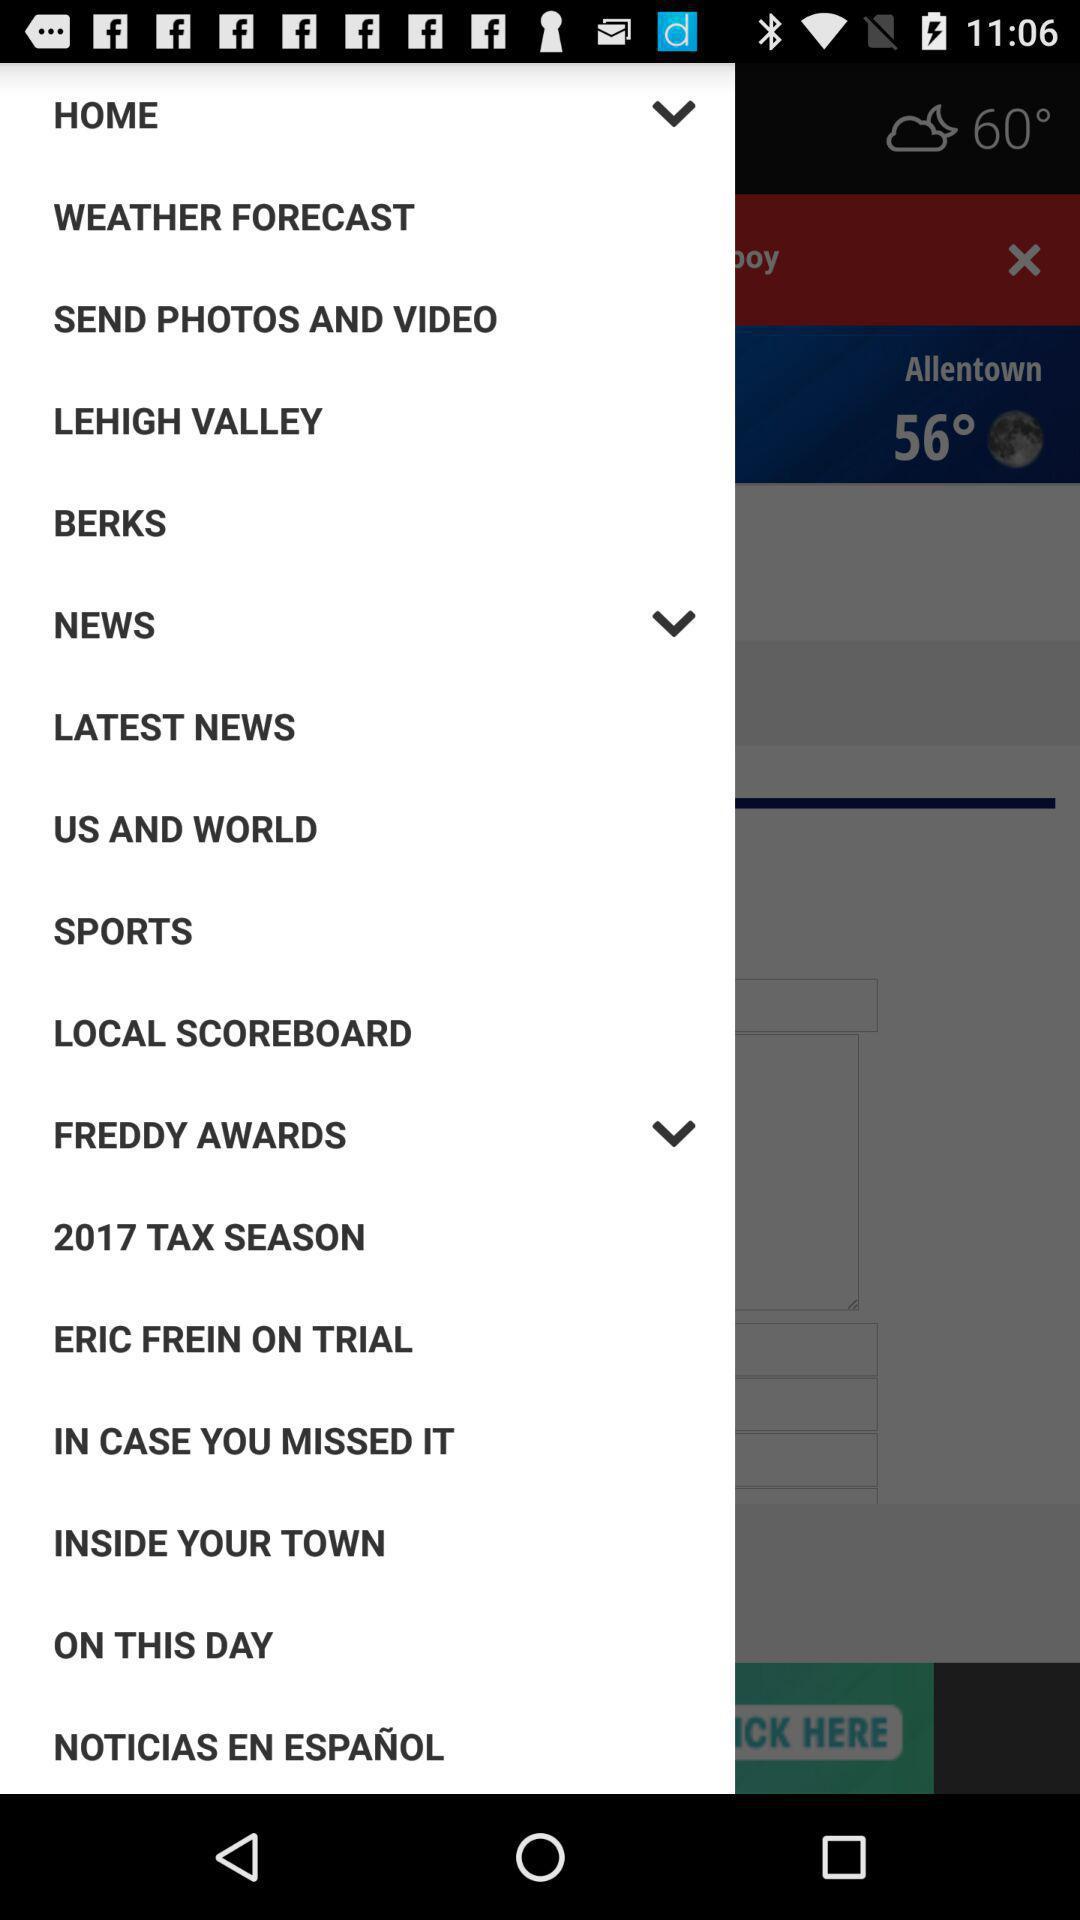 11:06
HOME
60°
WEATHER FORECAST
boy
SEND PHOTOS AND VIDEO
Allentown
LEHIGH VALLEY
56°
BERKS
NEWS
LATEST NEWS
US AND WORLD
SPORTS
LOCAL SCOREBOARD
FREDDY AWARDS
2017 TAX SEASON
ERIC FREIN ON TRIAL
IN CASE YOU MISSED IT
INSIDE YOUR TOWN
ON THIS DAY
HERE
NOTICIAS EN ESPAÑOL